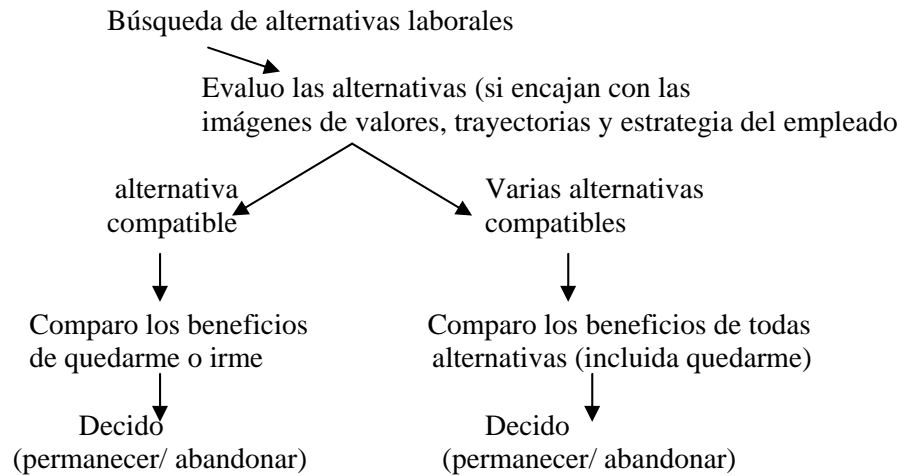 Búsqueda de alternativas laborales
Evaluo las alternativas (si encajan con las
imágenes de valores, trayectorias y estrategia del empleado
alternativa
compatible
Varias alternativas
compatibles
Comparo los beneficios
de quedarme o irme
Comparo los beneficios de todas
alternativas (incluida quedarme)
Decido
(permanecer/ abandonar)
Decido
(permanecer/ abandonar)